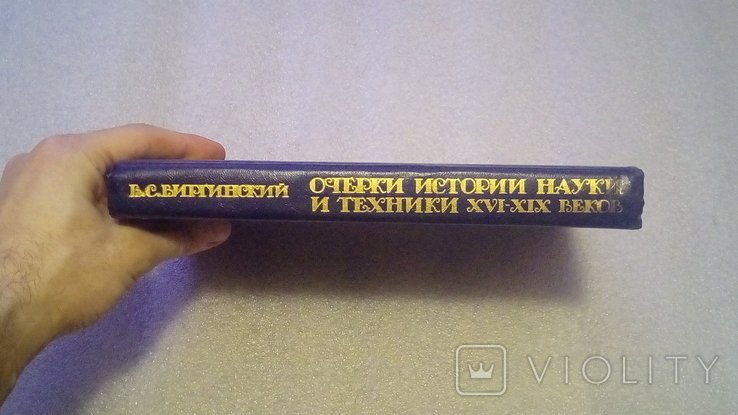 В.С.ВИРГИНСКИЙ
ОЧЕРКИ ИСТОРИИ НАУКИ
И ТЕХНИКИ XVI-XIX ВЕКОВ
VIOLITY